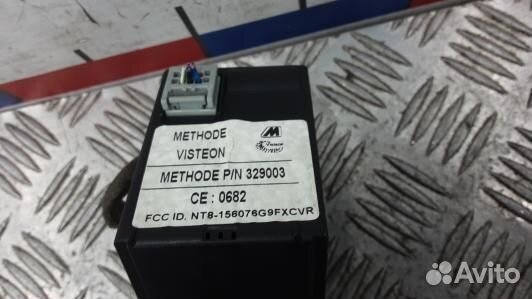 METHODE
VISTEON
METHODE P/N 329003
CE : 0682
FCC ID. NT8-156076G9FXCVR
Avito